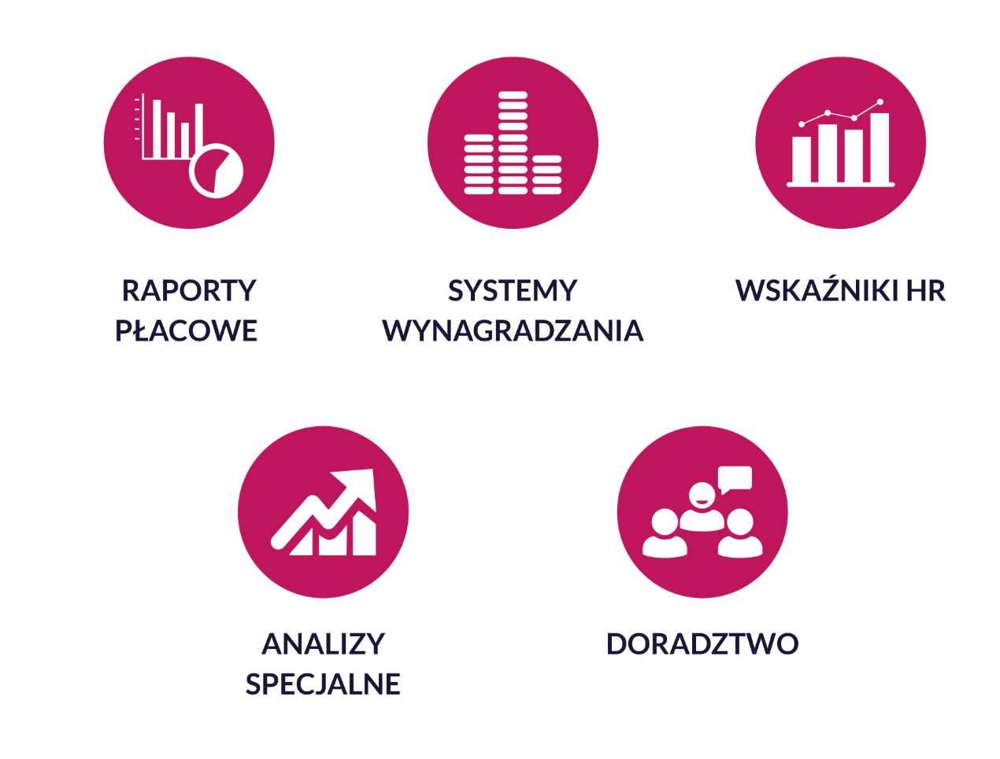 RAPORTY
PŁACOWE
SYSTEMY
WYNAGRADZANIA
WSKAŹNIKI HR
ANALIZY
SPECJALNE
DORADZTWO